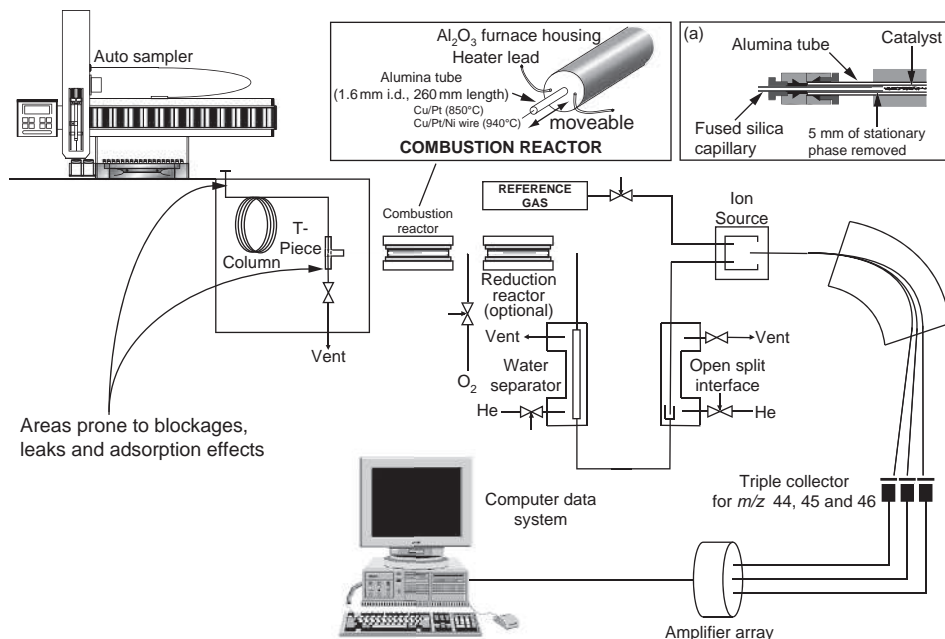 Auto sampler
Al₂O₃ furnace housing
Heater lead
Alumina tube
(1.6 mm i.d., 260 mm length)
Cu/Pt (850°C)
Cu/Pt/Ni wire (940°C)
moveable
COMBUSTION REACTOR
(a)
Catalyst
Alumina tube
Fused silica
capillary
5 mm of stationary
phase removed
REFERENCE
GAS
Ion
Source
Combustion
reactor
T-
Piece
Column
Reduction
reactor
(optional)
Vent
Vent
Vent
Water
separator
Open split
interface
O₂
He
He
Areas prone to blockages,
leaks and adsorption effects
Computer data
system
Triple collector
for m/z 44, 45 and 46
Amplifier array